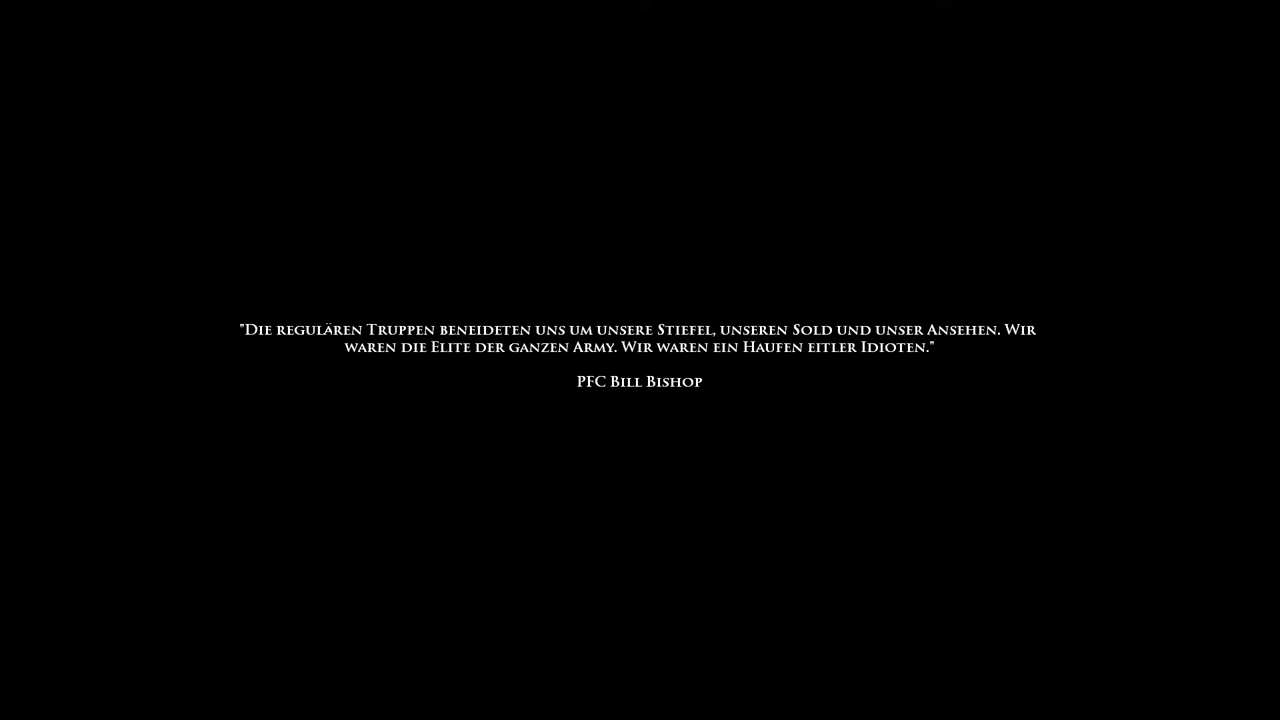 "Die regulären Truppen beneideten uns um unsere Stiefel, unseren Sold und unser Ansehen. Wir
waren die Elite der ganzen Army. Wir waren ein Haufen eitler Idioten."
PFC Bill Bishop